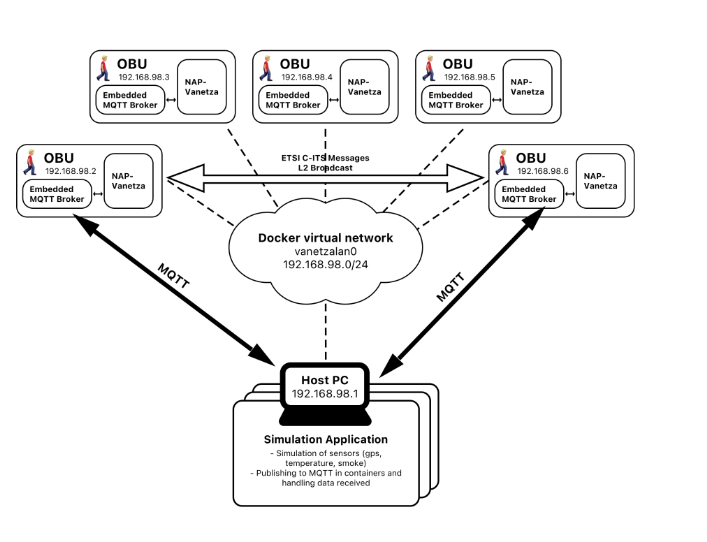 OBU
192.168.98.3
NAP-
Vanetza
Embedded
MQTT Broker
OBU
192.168.98.4
NAP-
Vanetza
Embedded
MQTT Broker
OBU
192.168.98.5
NAP-
Vanetza
Embedded
MQTT Broker
OBU
192.168.98.2
NAP-
Vanetza
Embedded
MQTT Broker
ETSI C-ITS Messages
L2 Broadcast
OBU
192.168.98.6
NAP-
Vanetza
Embedded
MQTT Broker
Docker virtual network
vanetzalan0
192.168.98.0/24
MQTT
MQTT
Host PC
192.168.98.1
Simulation Application
- Simulation of sensors (gps,
temperature, smoke)
- Publishing to MQTT in containers and
handling data received